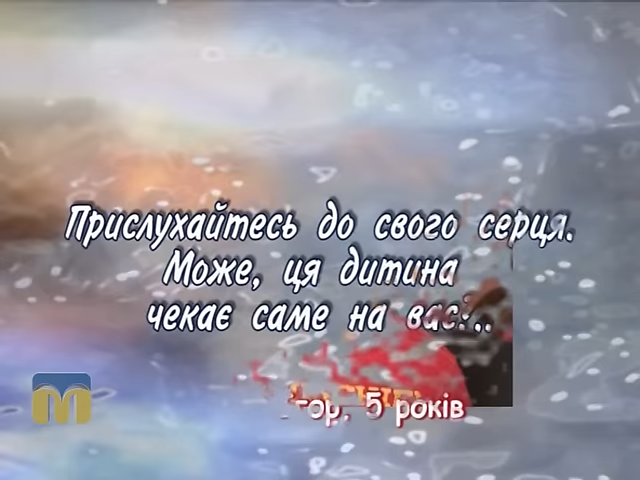 Прислухайтесь до свого серця.
Може, ця дитина
чекає саме на вас?..
5 років